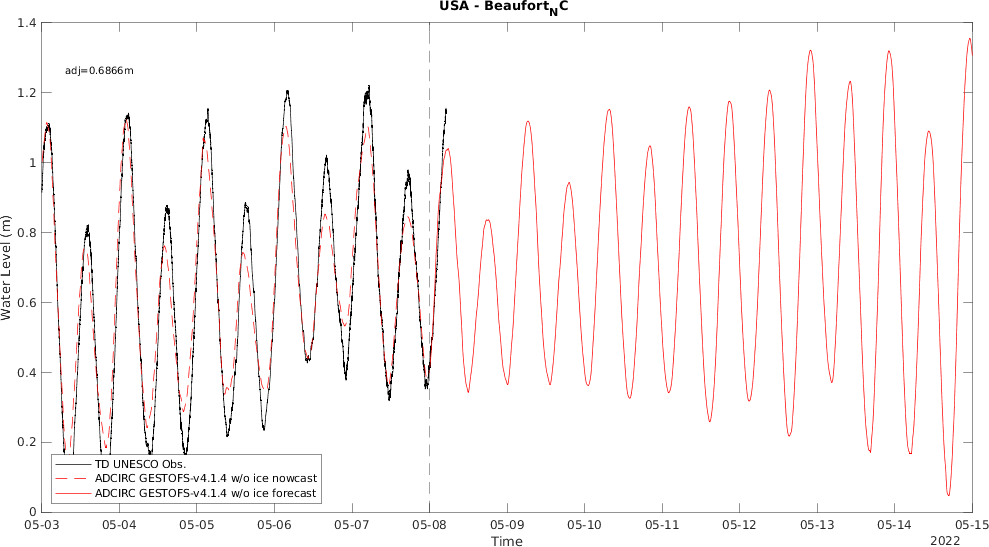 USA - Beaufort_NC
adj=0.6866m
1.4
1.2
1
0.8
0.6
0.4
0.2
0
Water Level (m)
TD UNESCO Obs.
ADCIRC GESTOFS-v4.1.4 w/o ice nowcast
ADCIRC GESTOFS-v4.1.4 w/o ice forecast
05-03 05-04 05-05 05-06 05-07 05-08 05-09 05-10 05-11 05-12 05-13 05-14 05-15
Time
2022